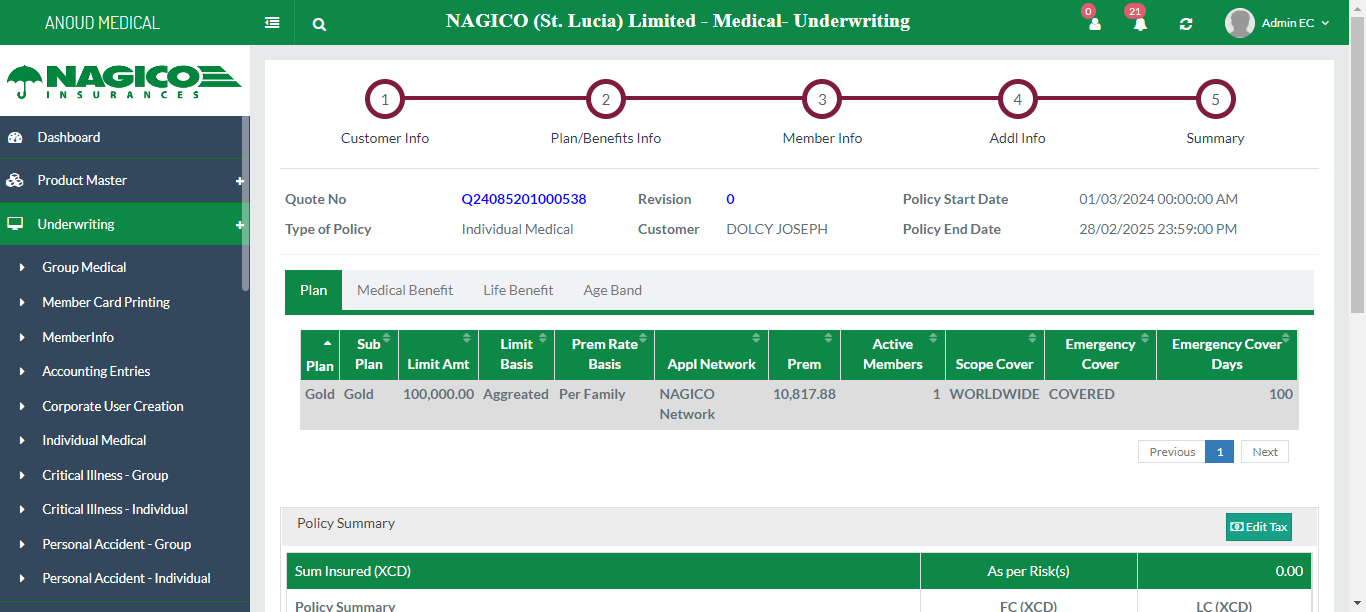 ANOUD MEDICAL
NAGICO (St. Lucia) Limited - Medical- Underwriting
0
21
Admin EC
NAGICO
INSURANCES
Dashboard
Product Master
+
Underwriting
+
Group Medical
Member Card Printing
MemberInfo
Accounting Entries
Corporate User Creation
Individual Medical
Critical Illness - Group
Critical Illness - Individual
Personal Accident - Group
Personal Accident - Individual
1 2 3 4 5
Customer Info Plan/Benefits Info Member Info Addl Info Summary
Quote No Q24085201000538 Revision 0 Policy Start Date 01/03/2024 00:00:00 AM
Type of Policy Individual Medical Customer DOLCY JOSEPH Policy End Date 28/02/2025 23:59:00 PM
Plan Medical Benefit Life Benefit Age Band
Sub Limit Prem Rate Active Emergency Emergency Cover
Plan Plan Limit Amt Basis Basis Appl Network Prem Members Scope Cover Cover Days
Gold Gold 100,000.00 Aggreated Per Family NAGICO 10,817.88 1 WORLDWIDE COVERED 100
Network
Previous 1 Next
Policy Summary Edit Tax
Sum Insured (XCD) As per Risk(s) 0.00
Policy Summary FC (XCD) LC (XCD)